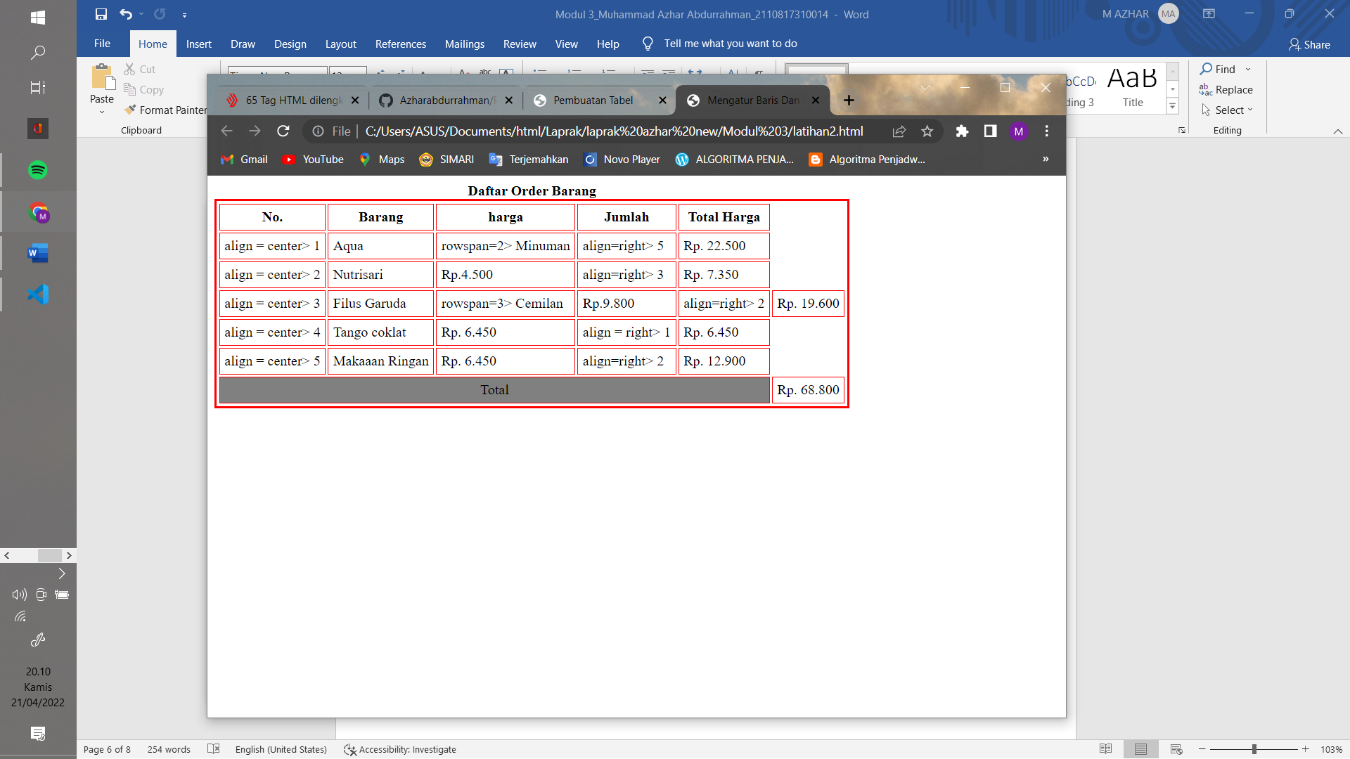 Modul 3_Muhammad Azhar Abdurrahman_2110817310014 - Word
M AZHAR MA
File Home Insert Draw Design Layout References Mailings Review View Help Tell me what you want to do Share
Paste
Cut
Copy
Format Painter
Clipboard
Title
Find
Replace
Select
Editing
65 Tag HTML dilengk Azharabdurrahman/ Pembuatan Tabel Mengatur Baris Dan
File C:/Users/ASUS/Documents/html/Laprak/laprak%20azhar%20new/Modul%203/latihan2.html M
Gmail YouTube Maps SIMARI Terjemahkan Novo Player ALGORITMA PENJA... Algoritma Penjadw... »
Daftar Order Barang
No. Barang harga Jumlah Total Harga
align = center> 1 Aqua rowspan=2> Minuman align=right> 5 Rp. 22.500
align = center> 2 Nutrisari Rp.4.500 align=right> 3 Rp. 7.350
align = center> 3 Filus Garuda rowspan=3> Cemilan Rp.9.800 align=right> 2 Rp. 19.600
align = center> 4 Tango coklat Rp. 6.450 align = right> 1 Rp. 6.450
align = center> 5 Makaaan Ringan Rp. 6.450 align=right> 2 Rp. 12.900
Total Rp. 68.800
20.10
Kamis
21/04/2022
Page 6 of 8 254 words English (United States) Accessibility: Investigate 103%